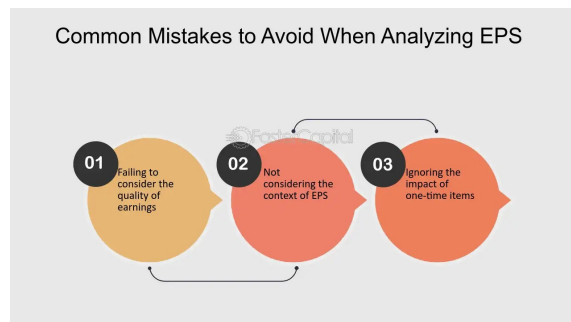 Common Mistakes to Avoid When Analyzing EPS
FasterCapital
01
Failing to
consider the
quality of
earnings
02
Not
considering the
context of EPS
03
Ignoring the
impact of
one-time items